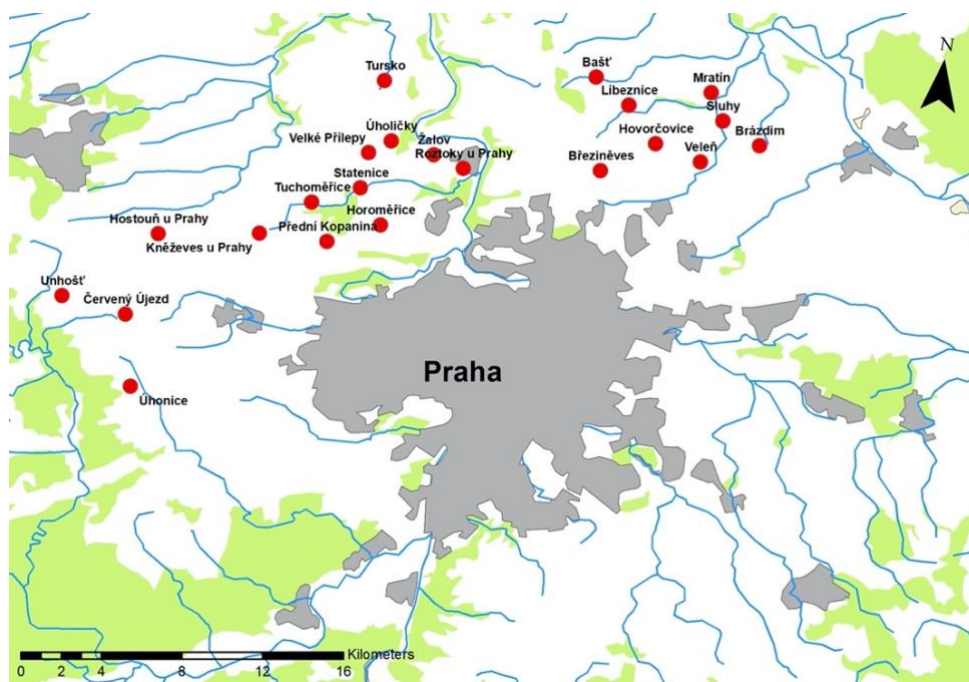 N
Tursko
Bašť
Líbeznice
Mratín
Sluhy
Hovorčovice
Brázdim
Veleň
Březiněves
Úholičky
Velké Přílepy
Žalov
Roztoky u Prahy
Statenice
Tuchoměřice
Horoměřice
Hostouň u Prahy
Přední Kopanina
Kněževes u Prahy
Unhošť
Červený Újezd
Praha
Úhonice
Kilometers
0 2 4 8 12 16